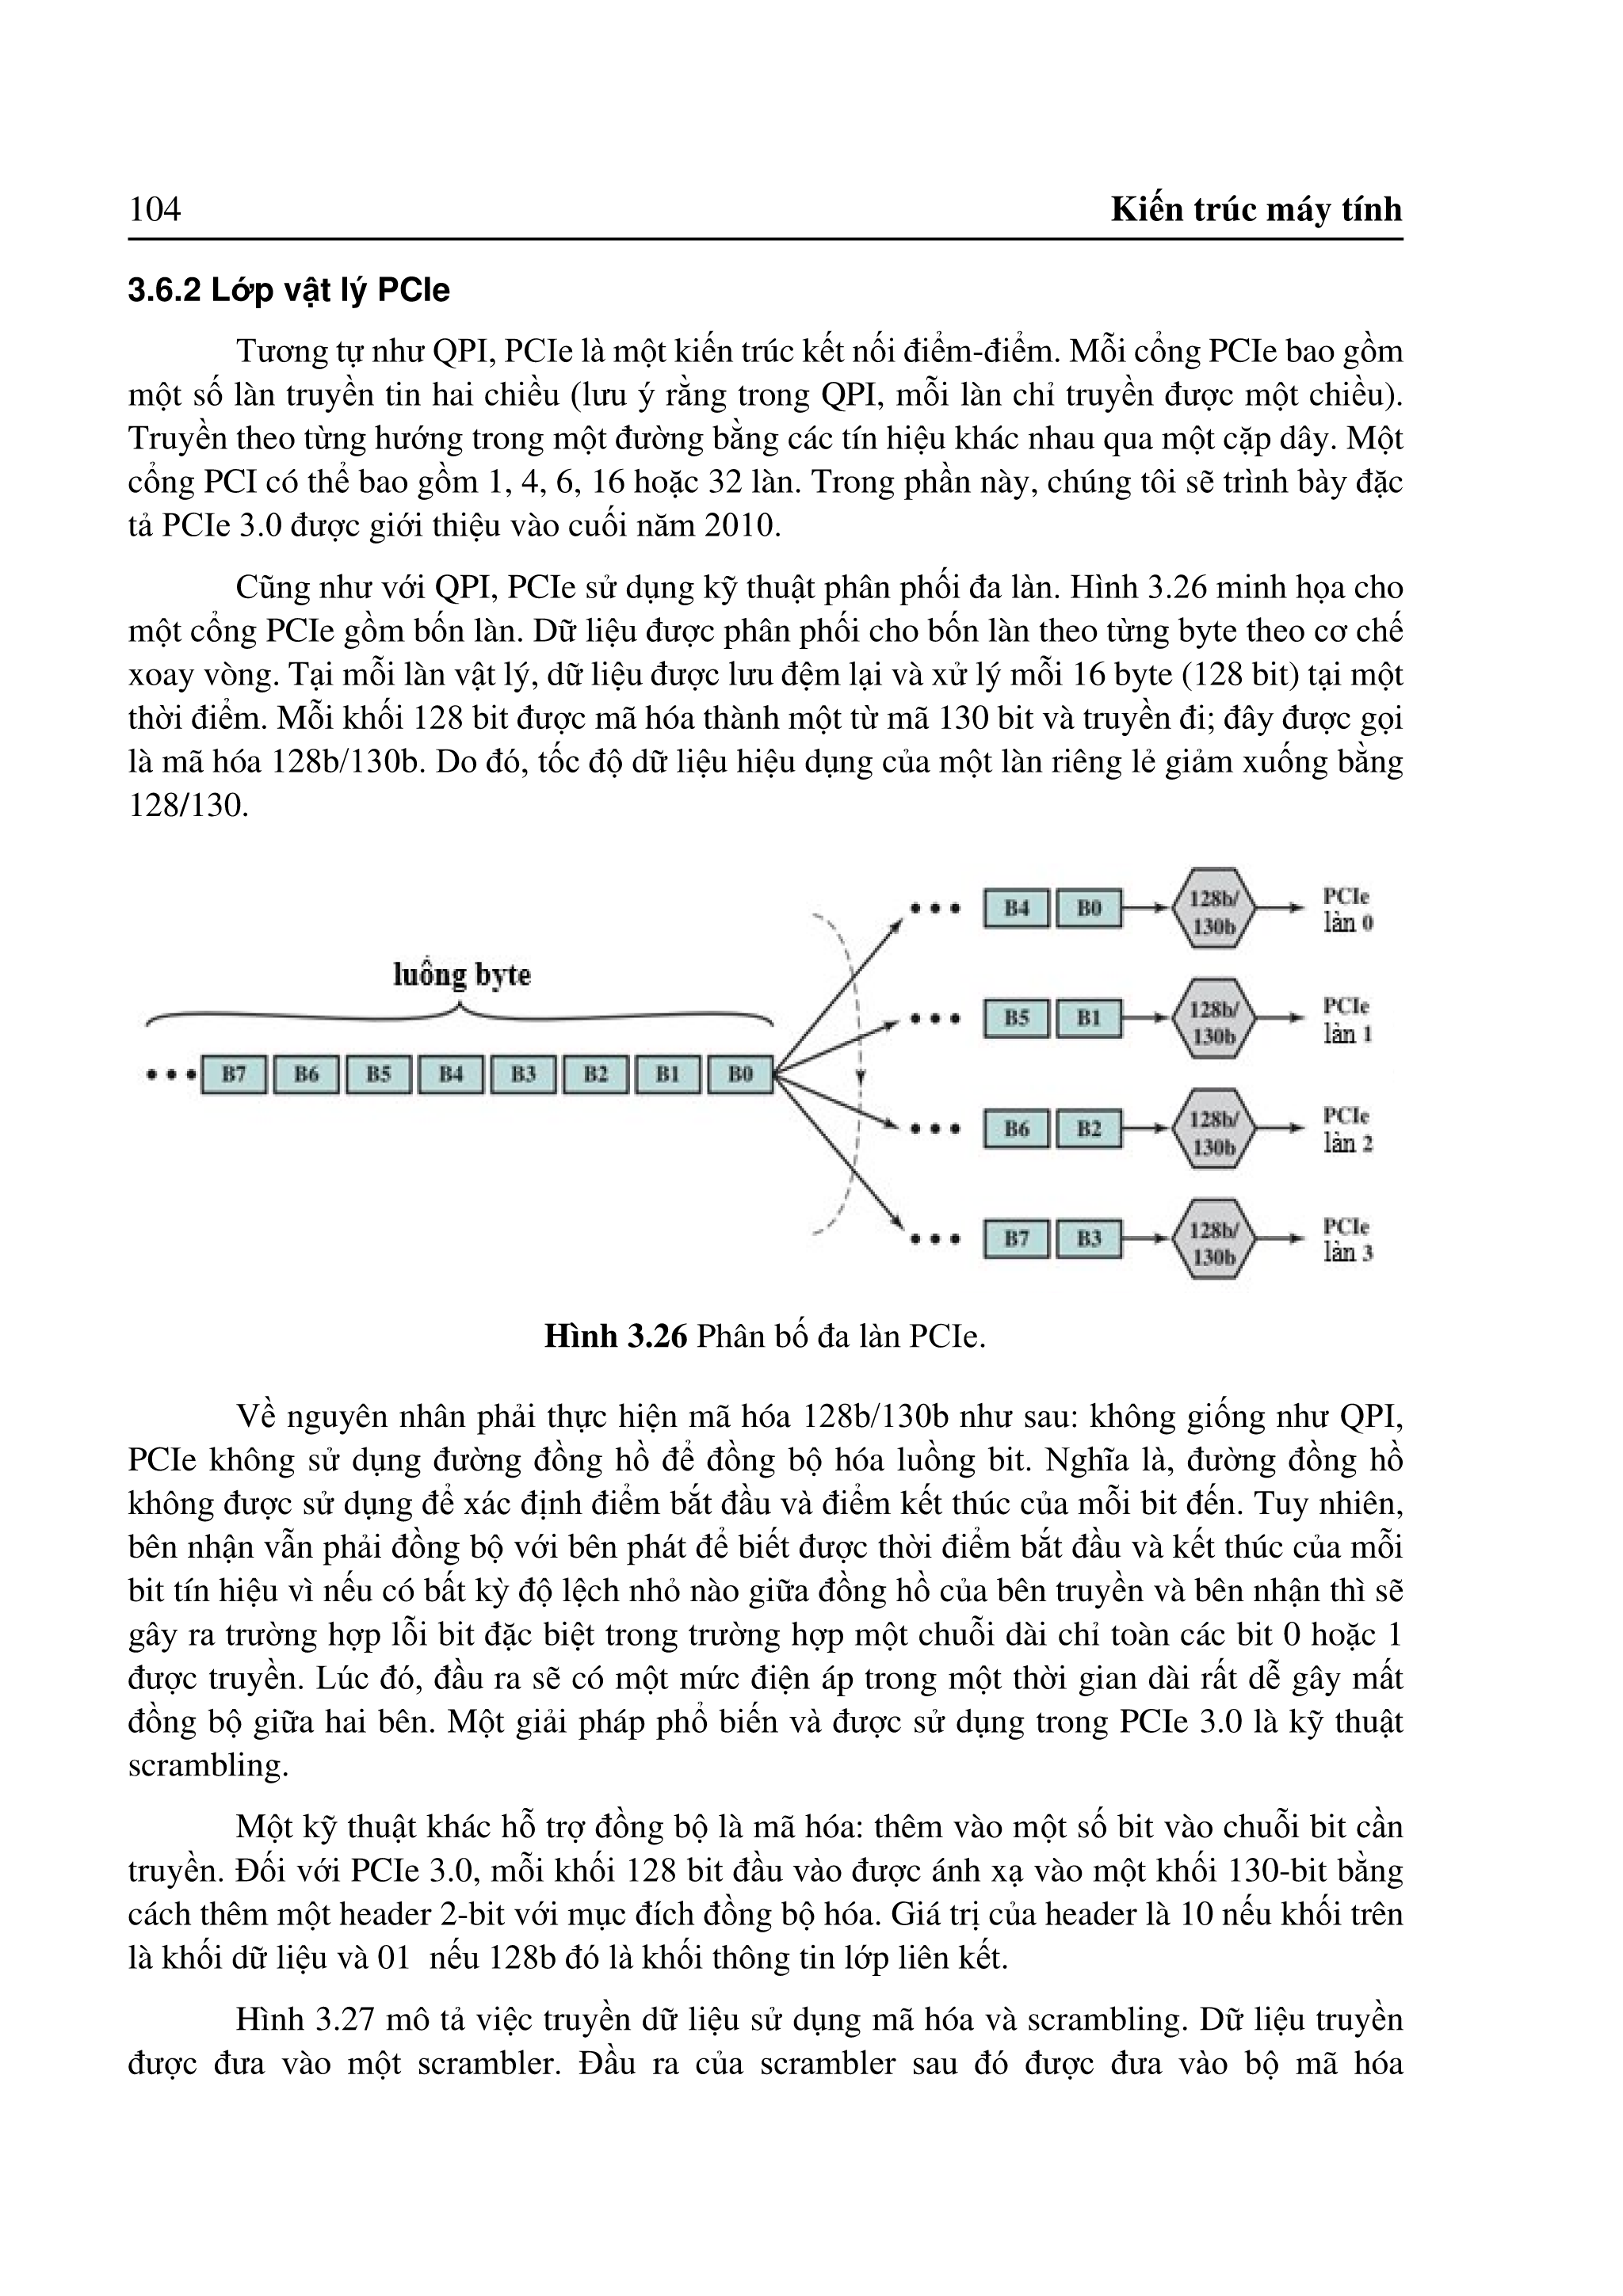 104
Kiến trúc máy tính
3.6.2 Lớp vật lý PCIe
Tương tự như QPI, PCIe là một kiến trúc kết nối điểm-điểm. Mỗi cổng PCIe bao gồm
một số làn truyền tin hai chiều (lưu ý rằng trong QPI, mỗi làn chỉ truyền được một chiều).
Truyền theo từng hướng trong một đường bằng các tín hiệu khác nhau qua một cặp dây. Một
cổng PCI có thể bao gồm 1, 4, 6, 16 hoặc 32 làn. Trong phần này, chúng tôi sẽ trình bày đặc
tả PCIe 3.0 được giới thiệu vào cuối năm 2010.
Cũng như với QPI, PCIe sử dụng kỹ thuật phân phối đa làn. Hình 3.26 minh họa cho
một cổng PCIe gồm bốn làn. Dữ liệu được phân phối cho bốn làn theo từng byte theo cơ chế
xoay vòng. Tại mỗi làn vật lý, dữ liệu được lưu đệm lại và xử lý mỗi 16 byte (128 bit) tại một
thời điểm. Mỗi khối 128 bit được mã hóa thành một từ mã 130 bit và truyền đi; đây được gọi
là mã hóa 128b/130b. Do đó, tốc độ dữ liệu hiệu dụng của một làn riêng lẻ giảm xuống bằng
128/130.
luồng byte
B7 B6 B5 B4 B3 B2 B1 B0
B4 B0 128b/
130b
PCIe
làn 0
B5 B1 128b/
130b
PCIe
làn 1
B6 B2 128b/
130b
PCIe
làn 2
B7 B3 128b/
130b
PCIe
làn 3
Hình 3.26 Phân bố đa làn PCIe.
Về nguyên nhân phải thực hiện mã hóa 128b/130b như sau: không giống như QPI,
PCIe không sử dụng đường đồng hồ để đồng bộ hóa luồng bit. Nghĩa là, đường đồng hồ
không được sử dụng để xác định điểm bắt đầu và điểm kết thúc của mỗi bit đến. Tuy nhiên,
bên nhận vẫn phải đồng bộ với bên phát để biết được thời điểm bắt đầu và kết thúc của mỗi
bit tín hiệu vì nếu có bất kỳ độ lệch nhỏ nào giữa đồng hồ của bên truyền và bên nhận thì sẽ
gây ra trường hợp lỗi bit đặc biệt trong trường hợp một chuỗi dài chỉ toàn các bit 0 hoặc 1
được truyền. Lúc đó, đầu ra sẽ có một mức điện áp trong một thời gian dài rất dễ gây mất
đồng bộ giữa hai bên. Một giải pháp phổ biến và được sử dụng trong PCIe 3.0 là kỹ thuật
scrambling.
Một kỹ thuật khác hỗ trợ đồng bộ là mã hóa: thêm vào một số bit vào chuỗi bit cần
truyền. Đối với PCIe 3.0, mỗi khối 128 bit đầu vào được ánh xạ vào một khối 130-bit bằng
cách thêm một header 2-bit với mục đích đồng bộ hóa. Giá trị của header là 10 nếu khối trên
là khối dữ liệu và 01 nếu 128b đó là khối thông tin lớp liên kết.
Hình 3.27 mô tả việc truyền dữ liệu sử dụng mã hóa và scrambling. Dữ liệu truyền
được đưa vào một scrambler. Đầu ra của scrambler sau đó được đưa vào bộ mã hóa